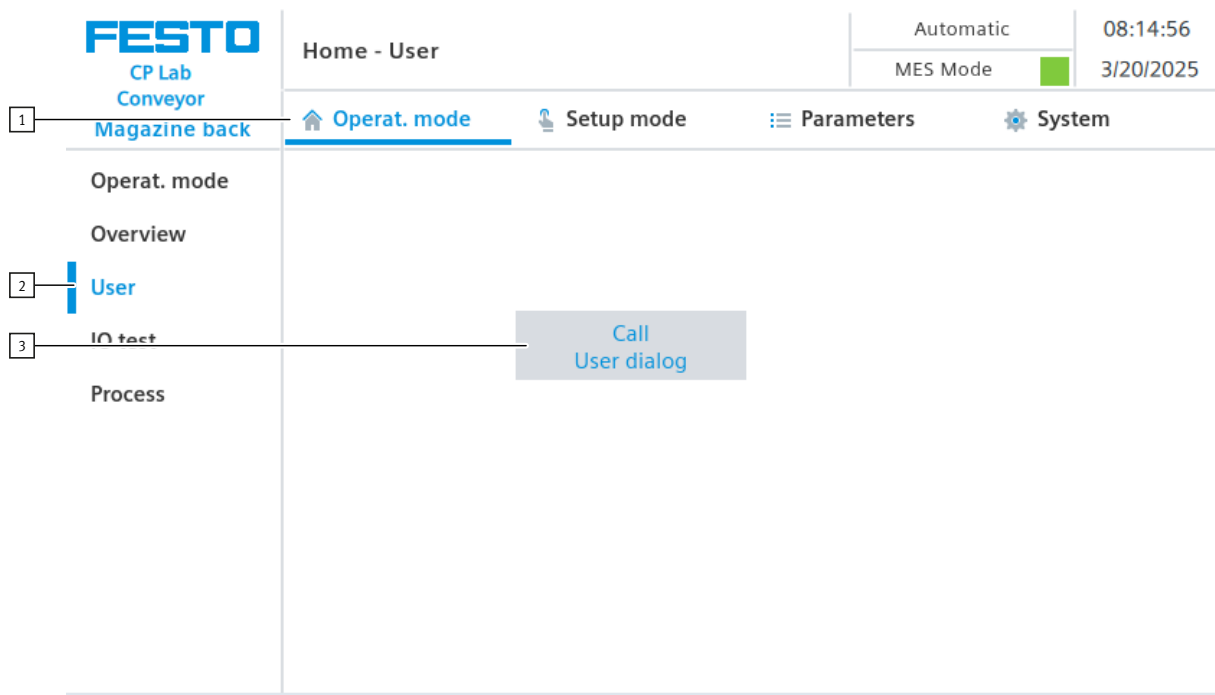 FESTO
CP Lab
Conveyor
Magazine back
Home - User
Automatic
MES Mode
08:14:56
3/20/2025
1
Operat. mode
Setup mode
Parameters
System
Operat. mode
Overview
2
User
3
IO test
Process
Call
User dialog